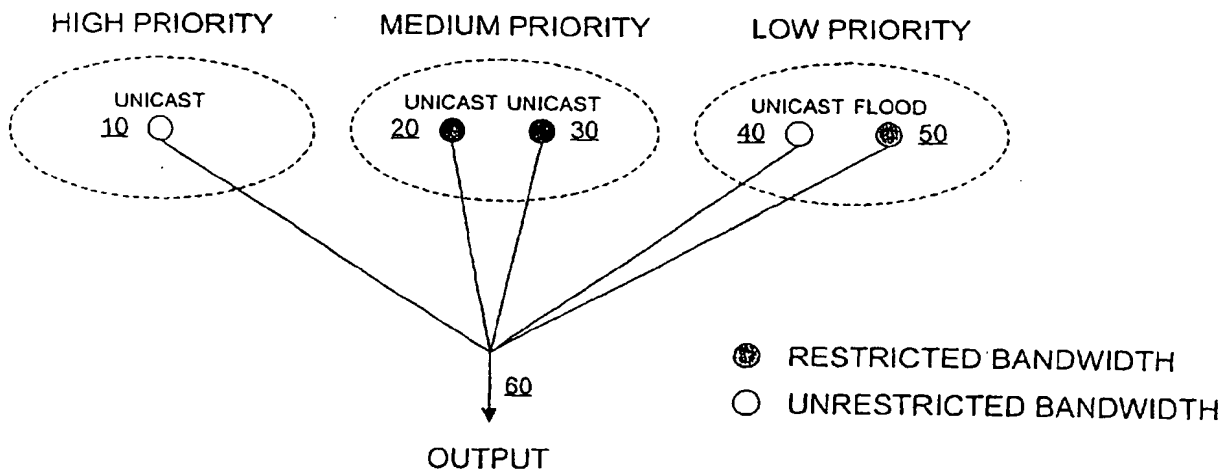 HIGH PRIORITY MEDIUM PRIORITY LOW PRIORITY
UNICAST UNICAST UNICAST UNICAST FLOOD
10 20 30 40 50
60
RESTRICTED BANDWIDTH
UNRESTRICTED BANDWIDTH
OUTPUT